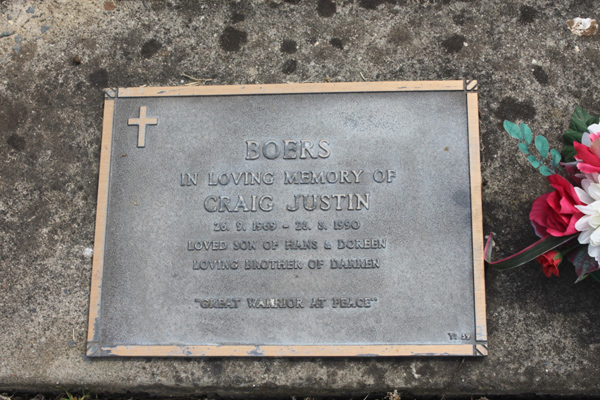 BOERS
IN LOVING MEMORY OF
CRAIG JUSTIN
26. 9. 1969 - 28. 8. 1990
LOVED SON OF HANS & DOREEN
LOVING BROTHER OF DARREN
"GREAT WARRIOR AT PEACE"